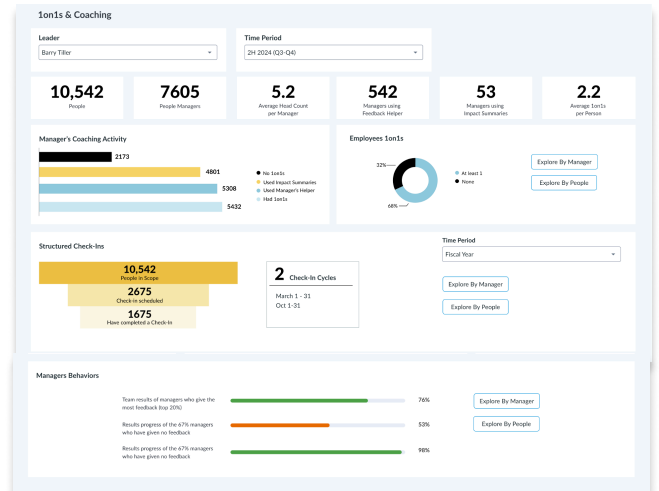 1on1s & Coaching
Leader
Barry Tiller
Time Period
2H 2024 (Q3-Q4)
10,542
People
7605
People Managers
5.2
Average Head Count
per Manager
542
Managers using
Feedback Helper
53
Managers using
Impact Summaries
2.2
Average 1on1s
per Person
Manager's Coaching Activity
2173
4801
5308
5432
No 1on1s
Used Impact Summaries
Used Manager's Helper
Had 1on1s
Employees 1on1s
32%
68%
At least 1
None
Explore By Manager
Explore By People
Structured Check-Ins
10,542
People in Scope
2675
Check-in scheduled
1675
Have completed a Check-In
2 Check-In Cycles
March 1 - 31
Oct 1-31
Time Period
Fiscal Year
Explore By Manager
Explore By People
Managers Behaviors
Team results of managers who give the
most feedback (top 20%)
76%
Results progress of the 67% managers
who have given no feedback
53%
Results progress of the 67% managers
who have given no feedback
98%
Explore By Manager
Explore By People